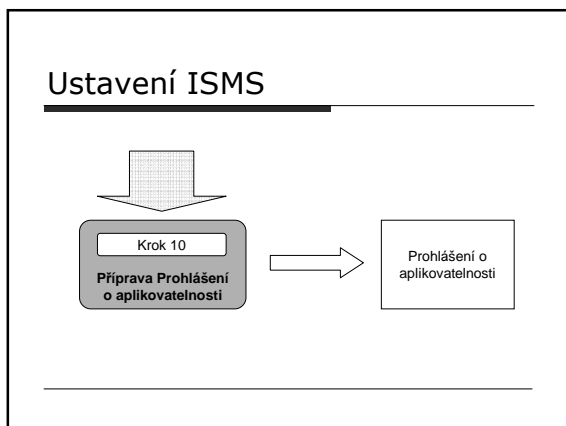 Ustavení ISMS
Krok 10
Příprava Prohlášení
o aplikovatelnosti
Prohlášení o
aplikovatelnosti